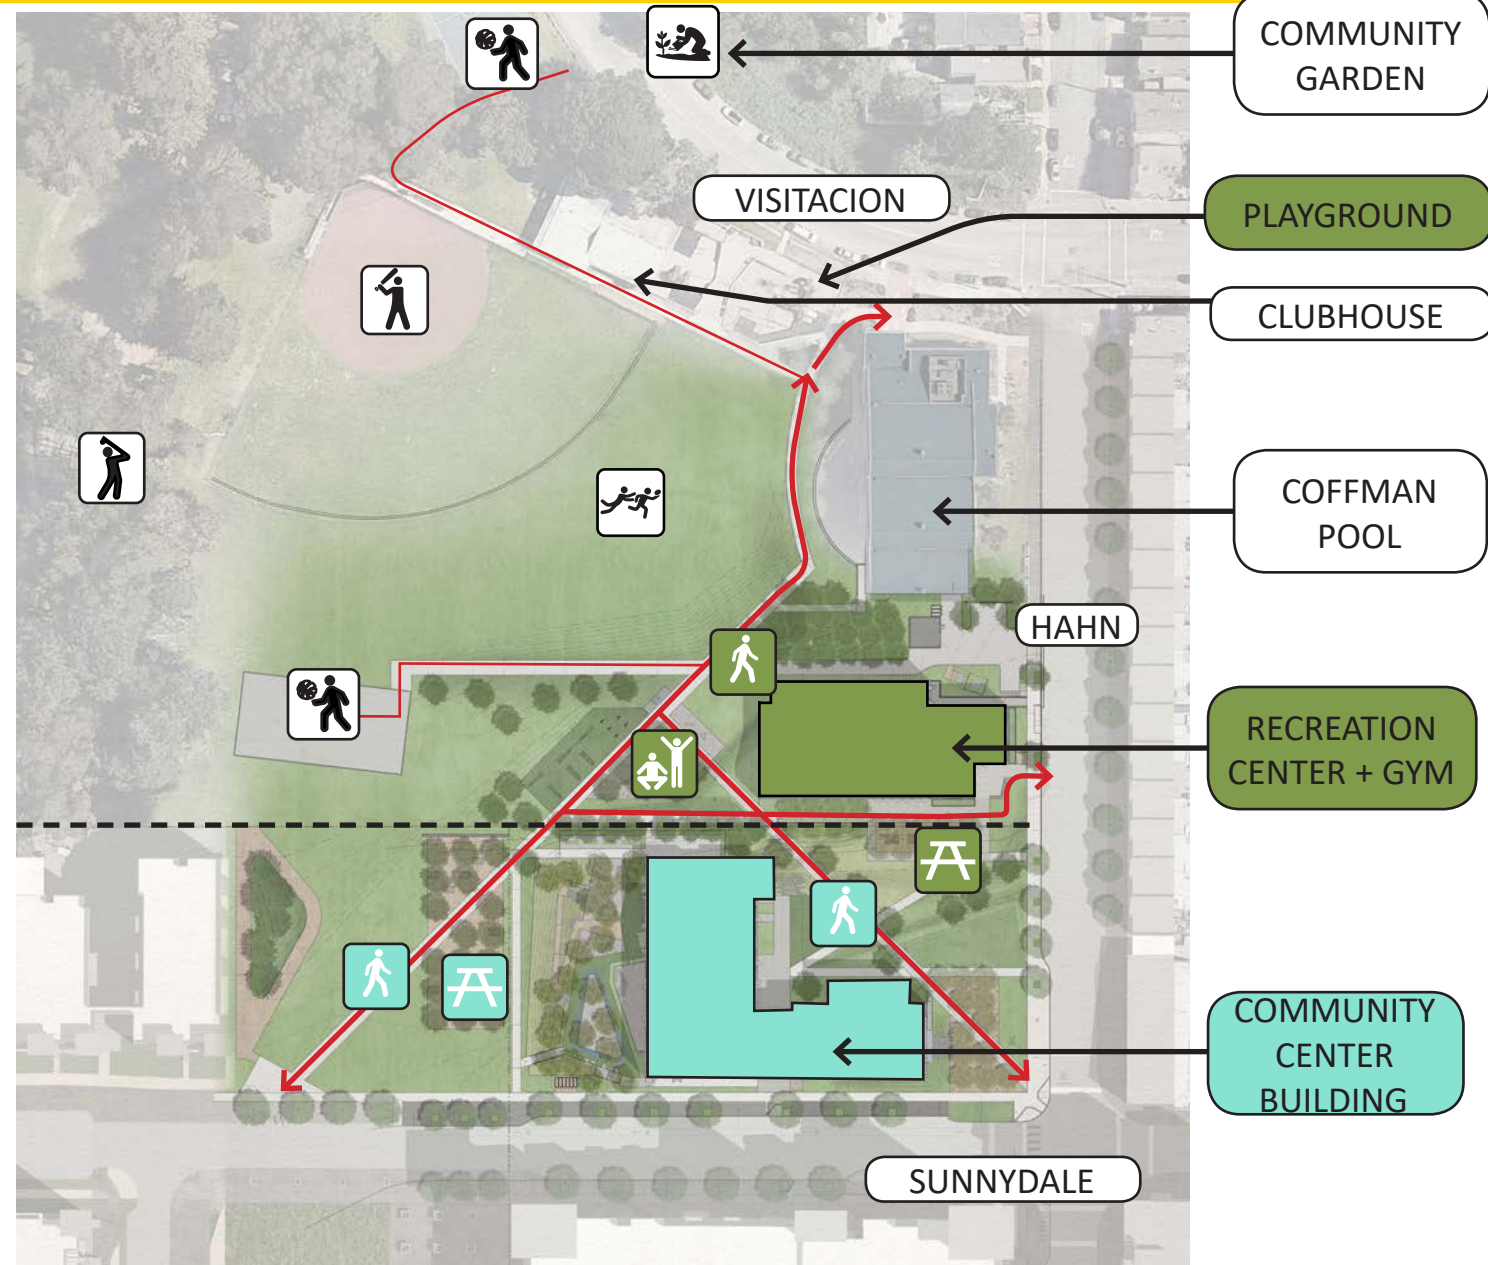 COMMUNITY
GARDEN
VISITACION
PLAYGROUND
CLUBHOUSE
COFFMAN
POOL
HAHN
RECREATION
CENTER + GYM
COMMUNITY
CENTER
BUILDING
SUNNYDALE